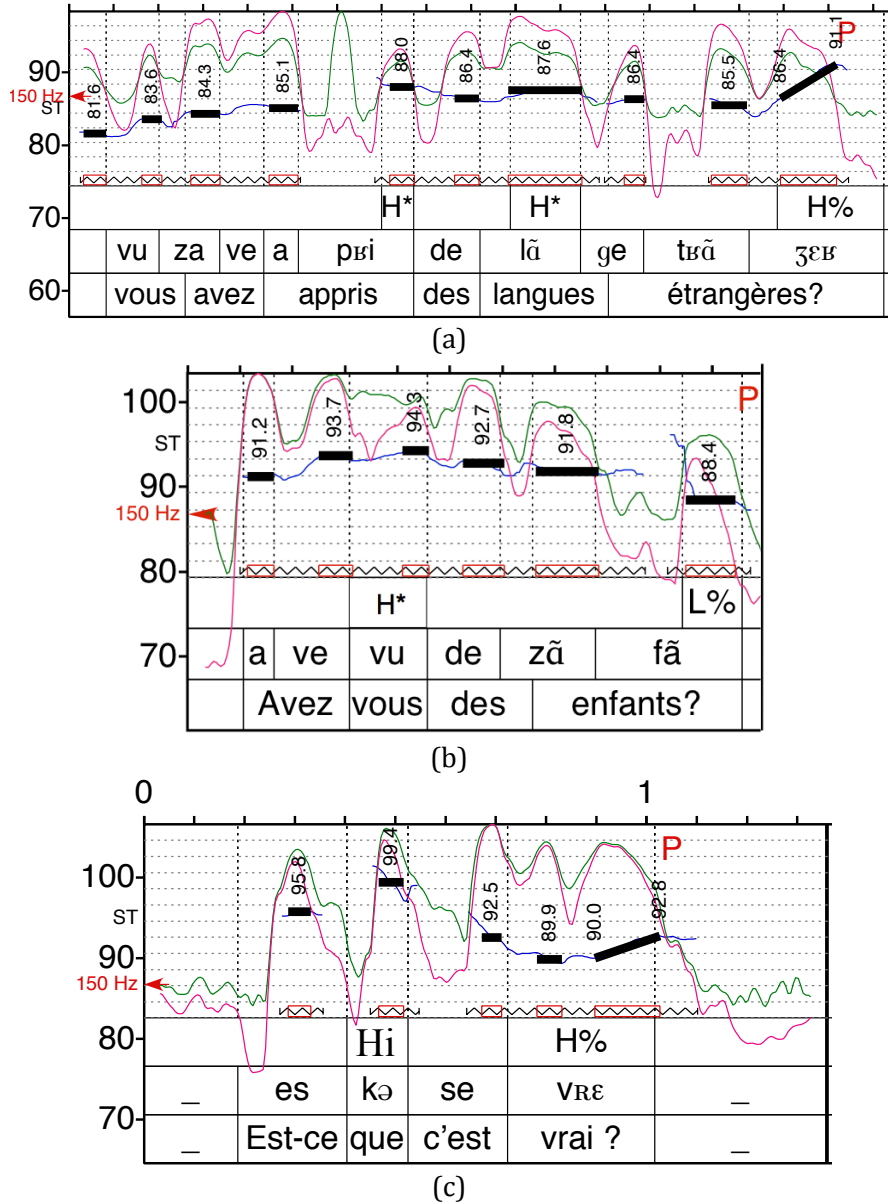 P
90
150 Hz
ST
80
70
60
81.6 83.6 84.3 85.1 88.0 86.4 87.6 86.4 85.5 86.4 91.1
H* H* H%
vu za ve a pʁi de lɑ̃ ge tʁɑ̃ ʒɛʁ
vous avez appris des langues étrangères?
(a)
100
P
ST
90
150 Hz
80
70
91.2 93.7 94.3 92.7 91.8 88.4
H* L%
a ve vu de zɑ̃ fɑ̃
Avez vous des enfants?
(b)
0 1
P
100
ST
90
150 Hz
80
70
95.8 99.4 92.5 89.9 90.0 92.8
Hi H%
_ es kə se vRɛ _
_ Est-ce que c'est vrai ? _
(c)